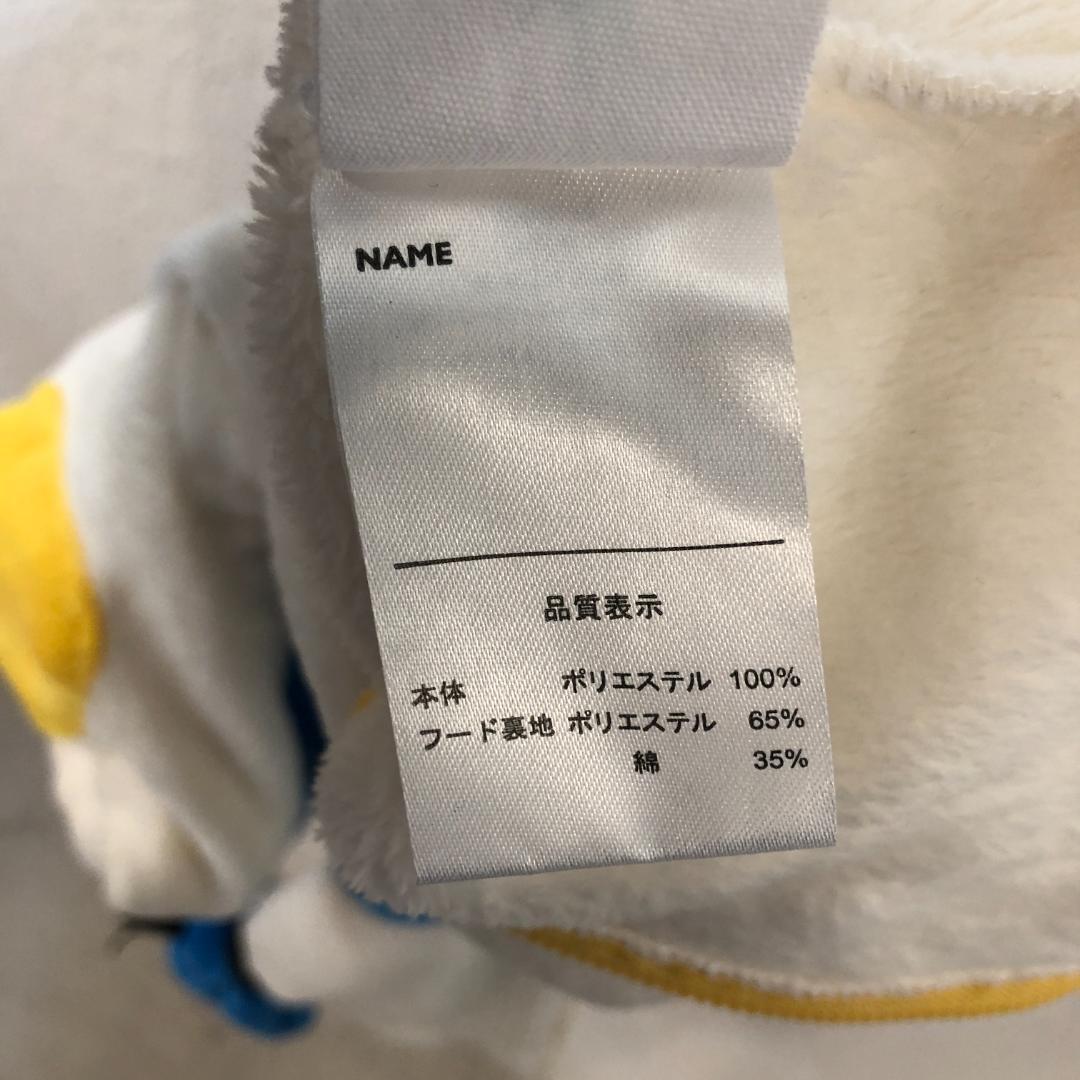 NAME
品質表示
本体 ポリエステル 100%
フード裏地 ポリエステル 65%
綿 35%